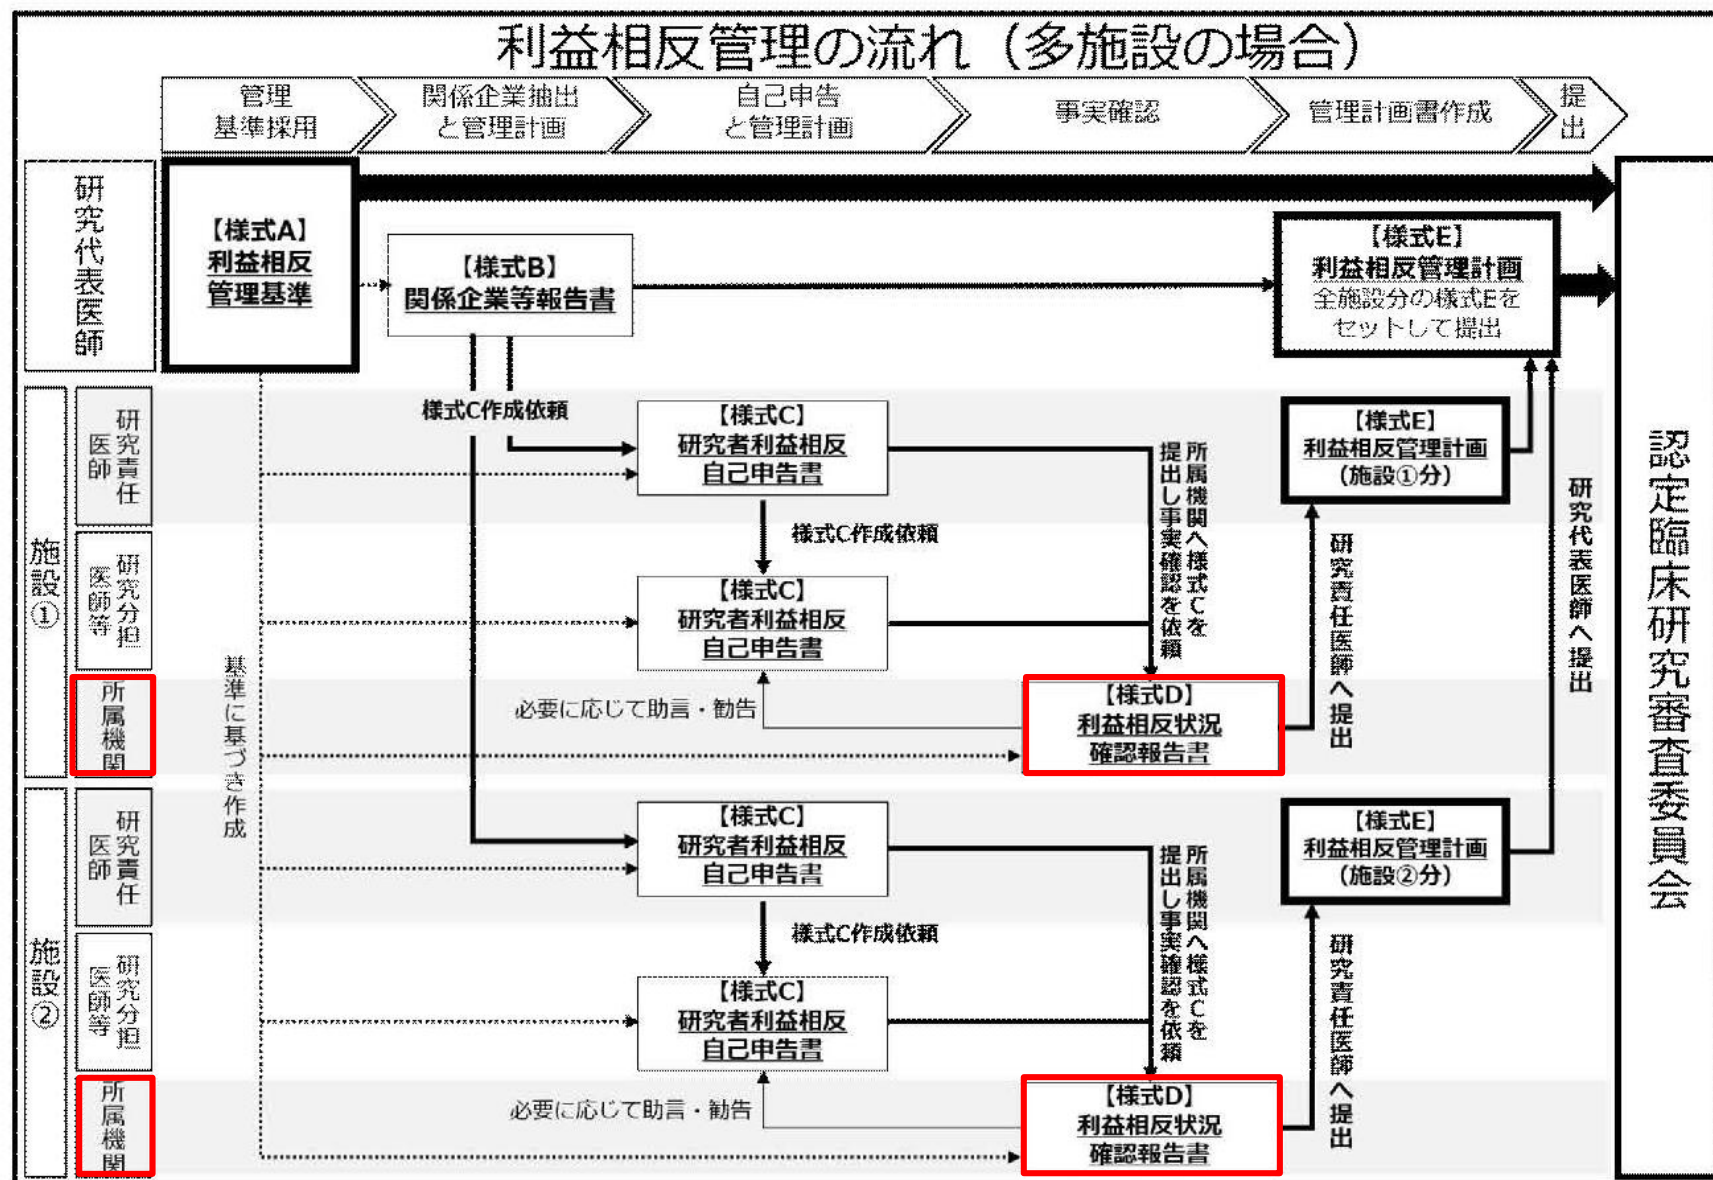 利益相反管理の流れ（多施設の場合）
管理
基準採用
関係企業抽出
と管理計画
自己申告
と管理計画
事実確認
管理計画書作成
提出
研究代表医師
【様式A】
利益相反
管理基準
【様式B】
関係企業等報告書
【様式E】
利益相反管理計画
全施設分の様式Eを
セットして提出
認定臨床研究審査委員会
施設①
研究責任
医師
様式C作成依頼
【様式C】
研究者利益相反
自己申告書
所属機関へ様式Cを
提出し事実確認を依頼
【様式E】
利益相反管理計画
(施設①分)
研究代表医師へ提出
研究分担
医師等
様式C作成依頼
【様式C】
研究者利益相反
自己申告書
研究責任医師へ提出
所属機関
基準に基づき作成
必要に応じて助言・勧告
【様式D】
利益相反状況
確認報告書
施設②
研究責任
医師
【様式C】
研究者利益相反
自己申告書
所属機関へ様式Cを
提出し事実確認を依頼
【様式E】
利益相反管理計画
(施設②分)
研究分担
医師等
様式C作成依頼
【様式C】
研究者利益相反
自己申告書
研究責任医師へ提出
所属機関
必要に応じて助言・勧告
【様式D】
利益相反状況
確認報告書